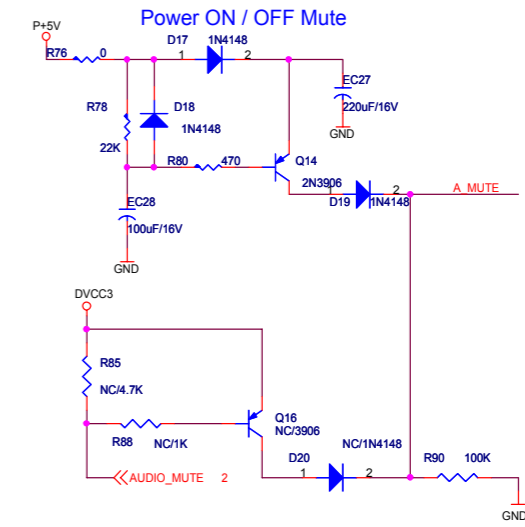 Power ON / OFF Mute
P+5V
R76 0
D17 1N4148
1 2
R78
22K
D18
1N4148
EC27
220uF/16V
GND
R80 470
Q14
2N3906
1 2
D19 1N4148
A_MUTE
EC28
100uF/16V
GND
DVCC3
R85
NC/4.7K
R88 NC/1K
Q16
NC/3906
AUDIO_MUTE 2
D20 NC/1N4148
1 2
R90 100K
GND